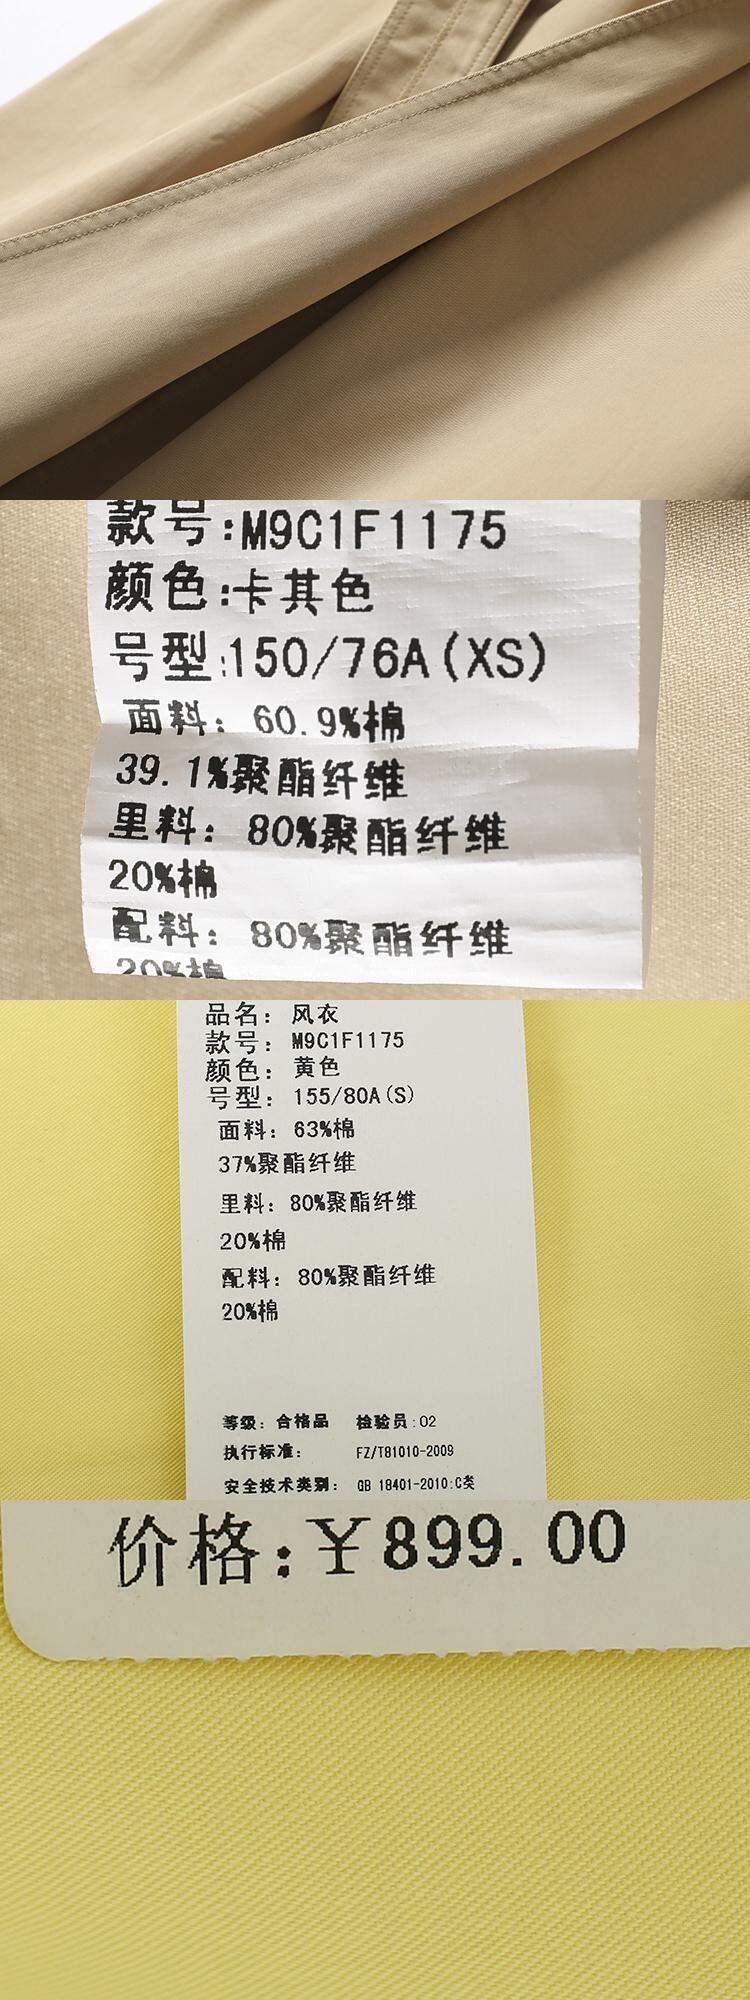 款号:M9C1F1175
颜色:卡其色
号型:150/76A(XS)
面料: 60.9%棉
39.1%聚酯纤维
里料: 80%聚酯纤维
20%棉
配料: 80%聚酯纤维
20%棉
品名: 风衣
款号: M9C1F1175
颜色: 黄色
号型: 155/80A(S)
面料: 63%棉
37%聚酯纤维
里料: 80%聚酯纤维
20%棉
配料: 80%聚酯纤维
20%棉
等级: 合格品 检验员:02
执行标准: FZ/T81010-2009
安全技术类别: GB 18401-2010:C类
价格:￥899.00